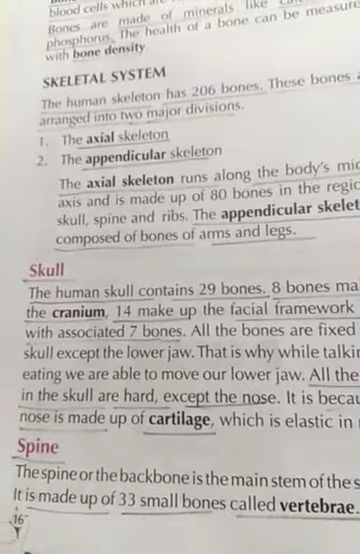 blood cells which are
Bones are made of minerals like
phosphorus. The health of a bone can be measure
with bone density
SKELETAL SYSTEM
The human skeleton has 206 bones. These bones a
arranged into two major divisions.
1. The axial skeleton
2. The appendicular skeleton
The axial skeleton runs along the body's mid
axis and is made up of 80 bones in the regio
skull, spine and ribs. The appendicular skelet
composed of bones of arms and legs.
Skull
The human skull contains 29 bones. 8 bones ma
the cranium, 14 make up the facial framework
with associated 7 bones. All the bones are fixed
skull except the lower jaw. That is why while talkin
eating we are able to move our lower jaw. All the
in the skull are hard, except the nose. It is becau
nose is made up of cartilage, which is elastic in
Spine
The spine or the backbone is the main stem of the s
It is made up of 33 small bones called vertebrae.
16